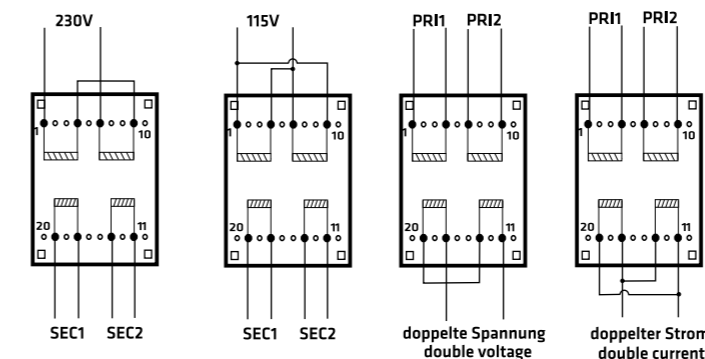 230V
115V
PRI1 PRI2
PRI1 PRI2
1 10
1 10
1 10
1 10
20 11
20 11
20 11
20 11
SEC1 SEC2
SEC1 SEC2
doppelte Spannung
double voltage
doppelter Strom
double current